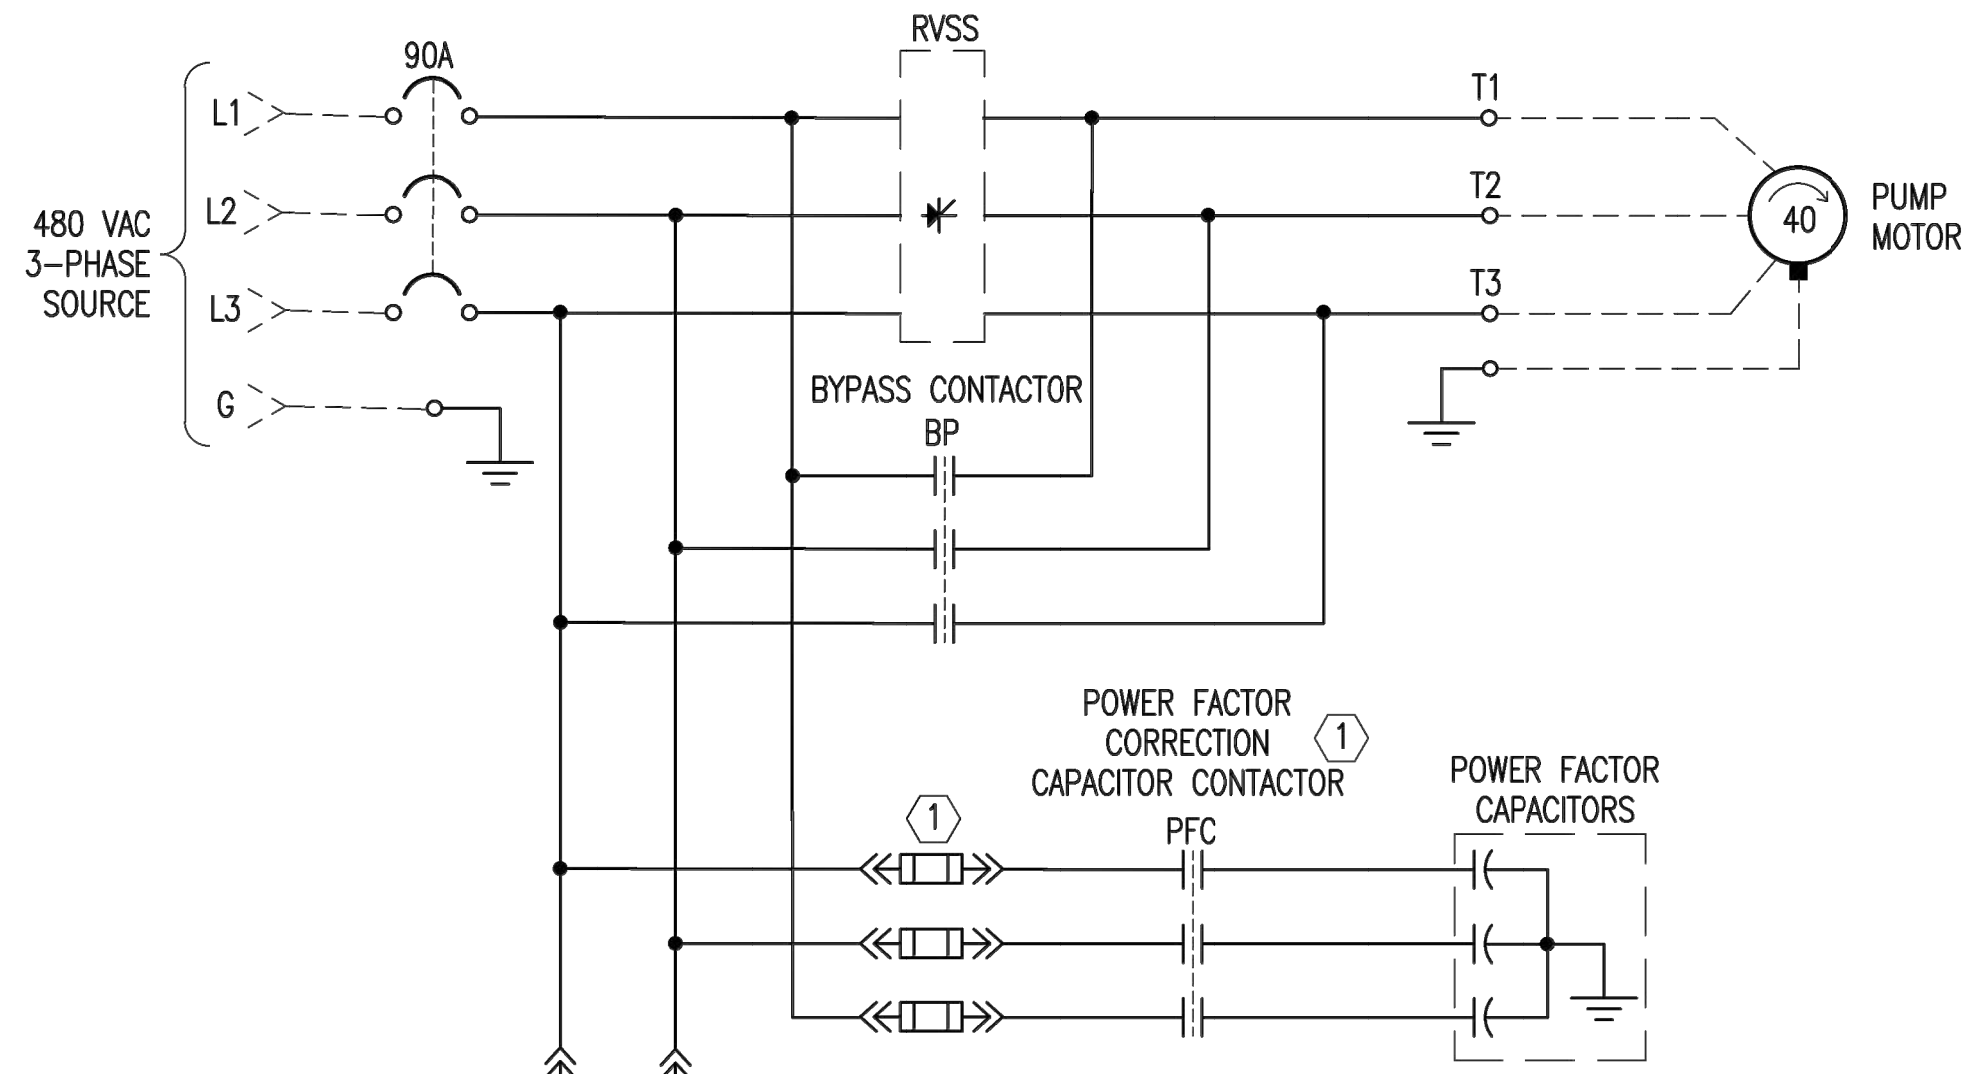 RVSS
90A
L1
T1
L2
T2
480 VAC
3-PHASE
SOURCE
40
PUMP
MOTOR
L3
T3
G
BYPASS CONTACTOR
BP
POWER FACTOR
CORRECTION
CAPACITOR CONTACTOR
1
POWER FACTOR
CAPACITORS
1
PFC